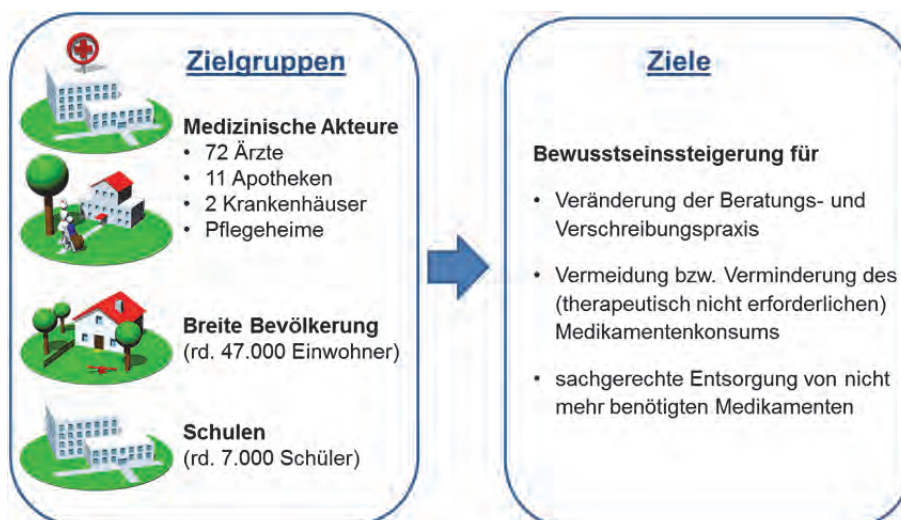 Zielgruppen
Medizinische Akteure
• 72 Ärzte
• 11 Apotheken
• 2 Krankenhäuser
• Pflegeheime
Breite Bevölkerung
(rd. 47.000 Einwohner)
Schulen
(rd. 7.000 Schüler)
Ziele
Bewusstseinssteigerung für
• Veränderung der Beratungs- und
Verschreibungspraxis
• Vermeidung bzw. Verminderung des
(therapeutisch nicht erforderlichen)
Medikamentenkonsums
• sachgerechte Entsorgung von nicht
mehr benötigten Medikamenten